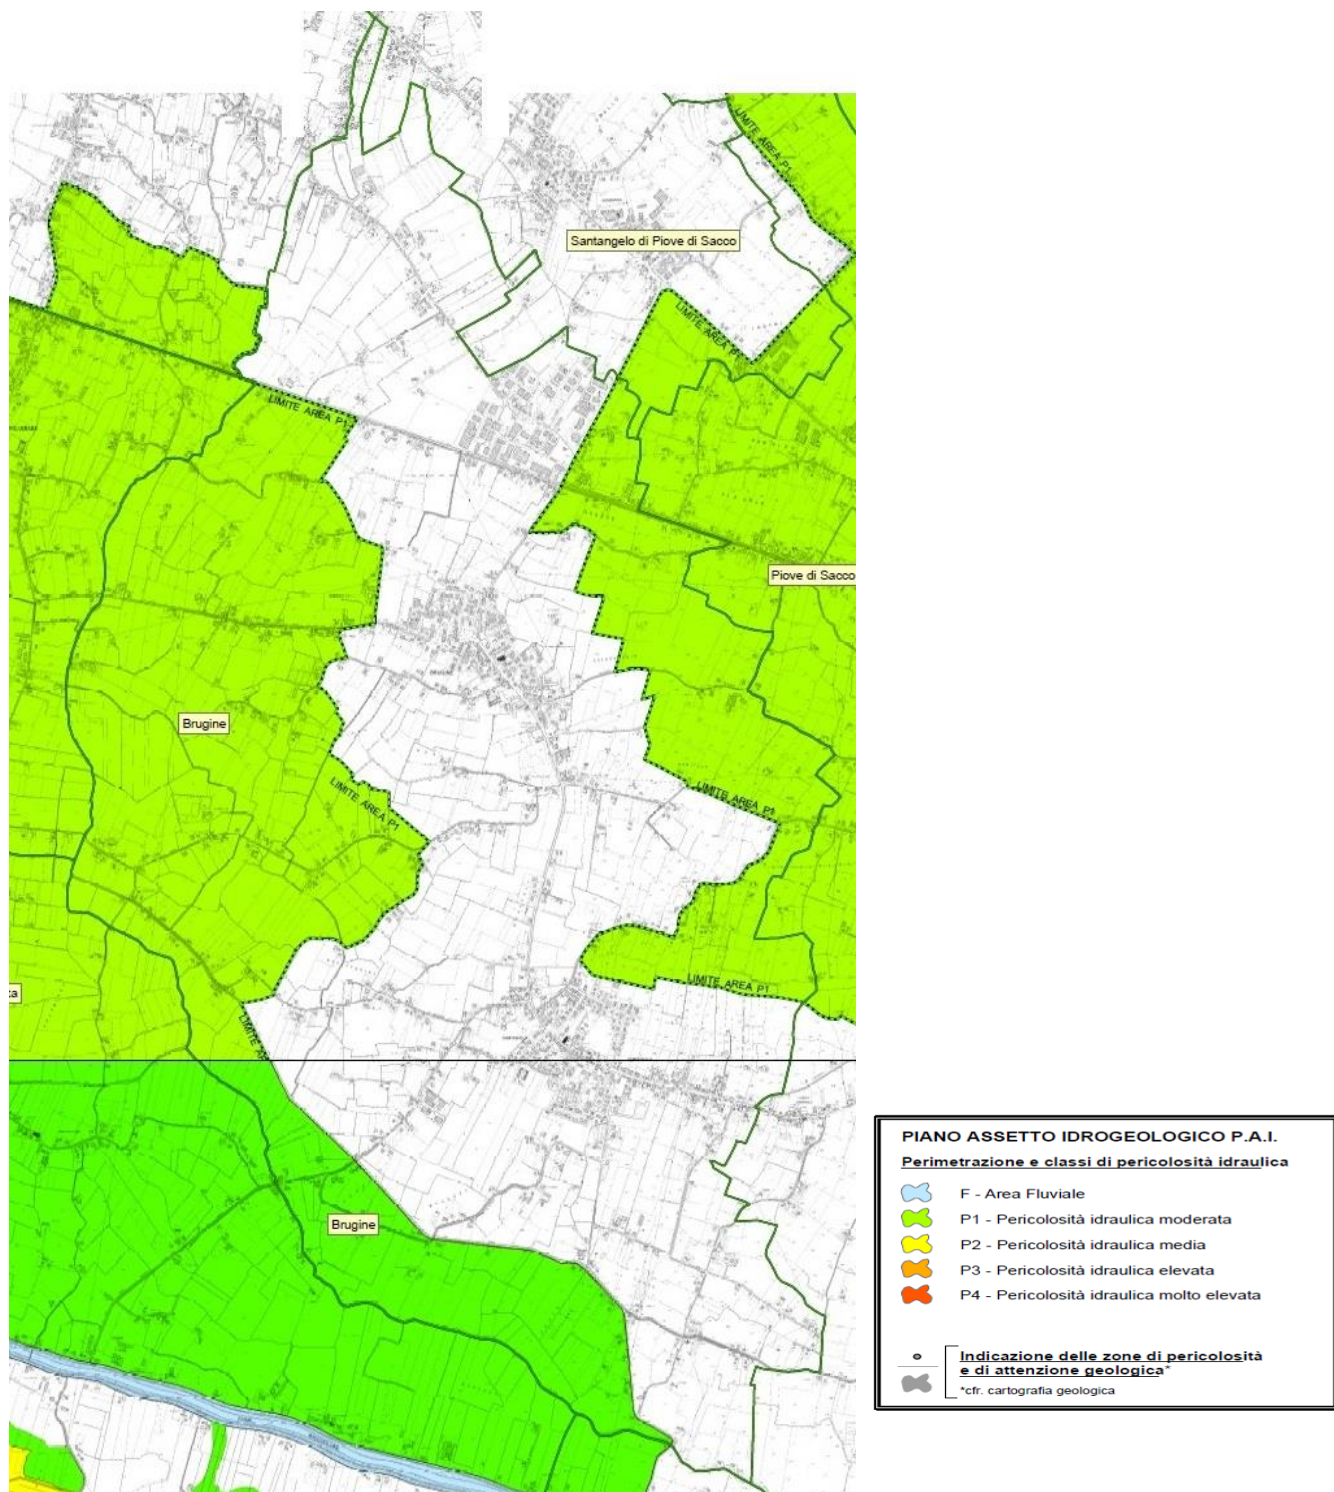 LIMITE AREA P1
Santangelo di Piove di Sacco
LIMITE AREA P1
LIMITE AREA P1
Piove di Sacco
Brugine
LIMITE AREA P1
LIMITE AREA P1
LIMITE AREA P1
ca
LIMITE AR
Brugine
PIANO ASSETTO IDROGEOLOGICO P.A.I.
Perimetrazione e classi di pericolosità idraulica
F - Area Fluviale
P1 - Pericolosità idraulica moderata
P2 - Pericolosità idraulica media
P3 - Pericolosità idraulica elevata
P4 - Pericolosità idraulica molto elevata
Indicazione delle zone di pericolosità
e di attenzione geologica*
*cfr. cartografia geologica